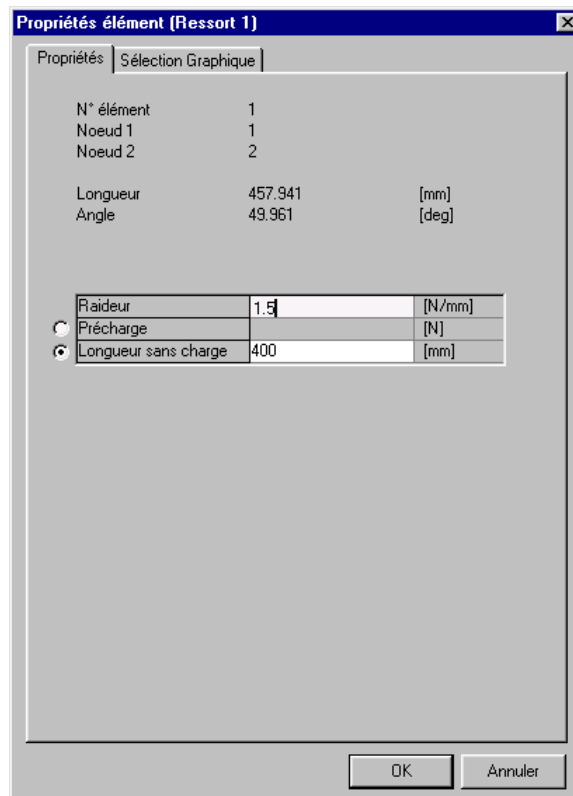 Propriétés élément (Ressort 1)
Propriétés Sélection Graphique
N° élément 1
Noeud 1 1
Noeud 2 2
Longueur 457.941 [mm]
Angle 49.961 [deg]
Raideur 1.5 [N/mm]
Précharge [N]
Longueur sans charge 400 [mm]
OK Annuler